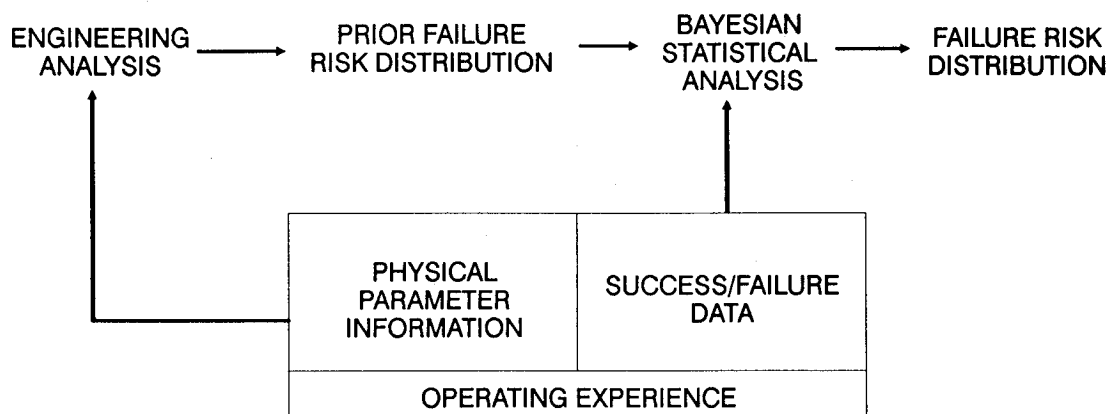 ENGINEERING
ANALYSIS
PRIOR FAILURE
RISK DISTRIBUTION
BAYESIAN
STATISTICAL
ANALYSIS
FAILURE RISK
DISTRIBUTION
PHYSICAL
PARAMETER
INFORMATION
SUCCESS/FAILURE
DATA
OPERATING EXPERIENCE